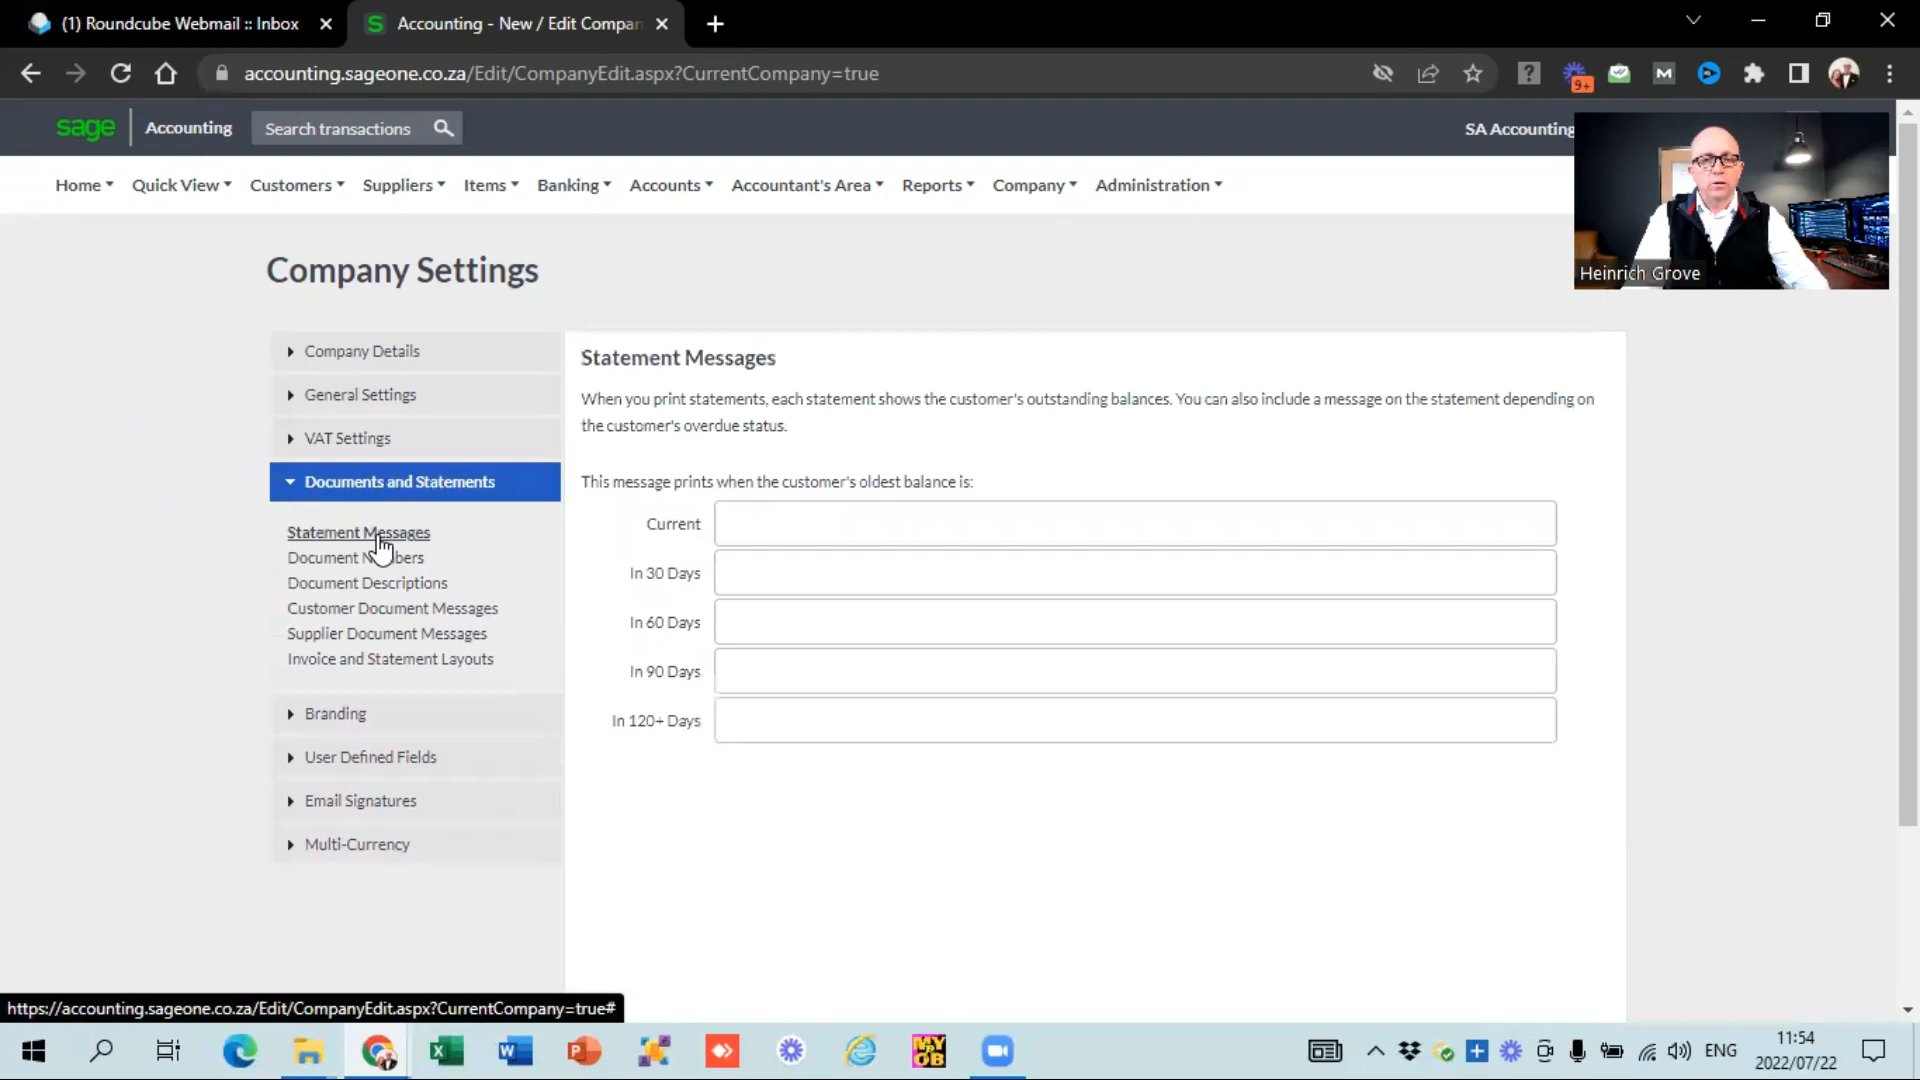 (1) Roundcube Webmail :: Inbox
Accounting - New / Edit Compan
accounting.sageone.co.za/Edit/CompanyEdit.aspx?CurrentCompany=true
9+
M
sage
Accounting
Search transactions
SA Accounting
Home
Quick View
Customers
Suppliers
Items
Banking
Accounts
Accountant's Area
Reports
Company
Administration
Heinrich Grove
Company Settings
Company Details
General Settings
VAT Settings
Documents and Statements
Statement Messages
Document Numbers
Document Descriptions
Customer Document Messages
Supplier Document Messages
Invoice and Statement Layouts
Branding
User Defined Fields
Email Signatures
Multi-Currency
Statement Messages
When you print statements, each statement shows the customer's outstanding balances. You can also include a message on the statement depending on
the customer's overdue status.
This message prints when the customer's oldest balance is:
Current
In 30 Days
In 60 Days
In 90 Days
In 120+ Days
https://accounting.sageone.co.za/Edit/CompanyEdit.aspx?CurrentCompany=true#
MY
OB
ENG
11:54
2022/07/22